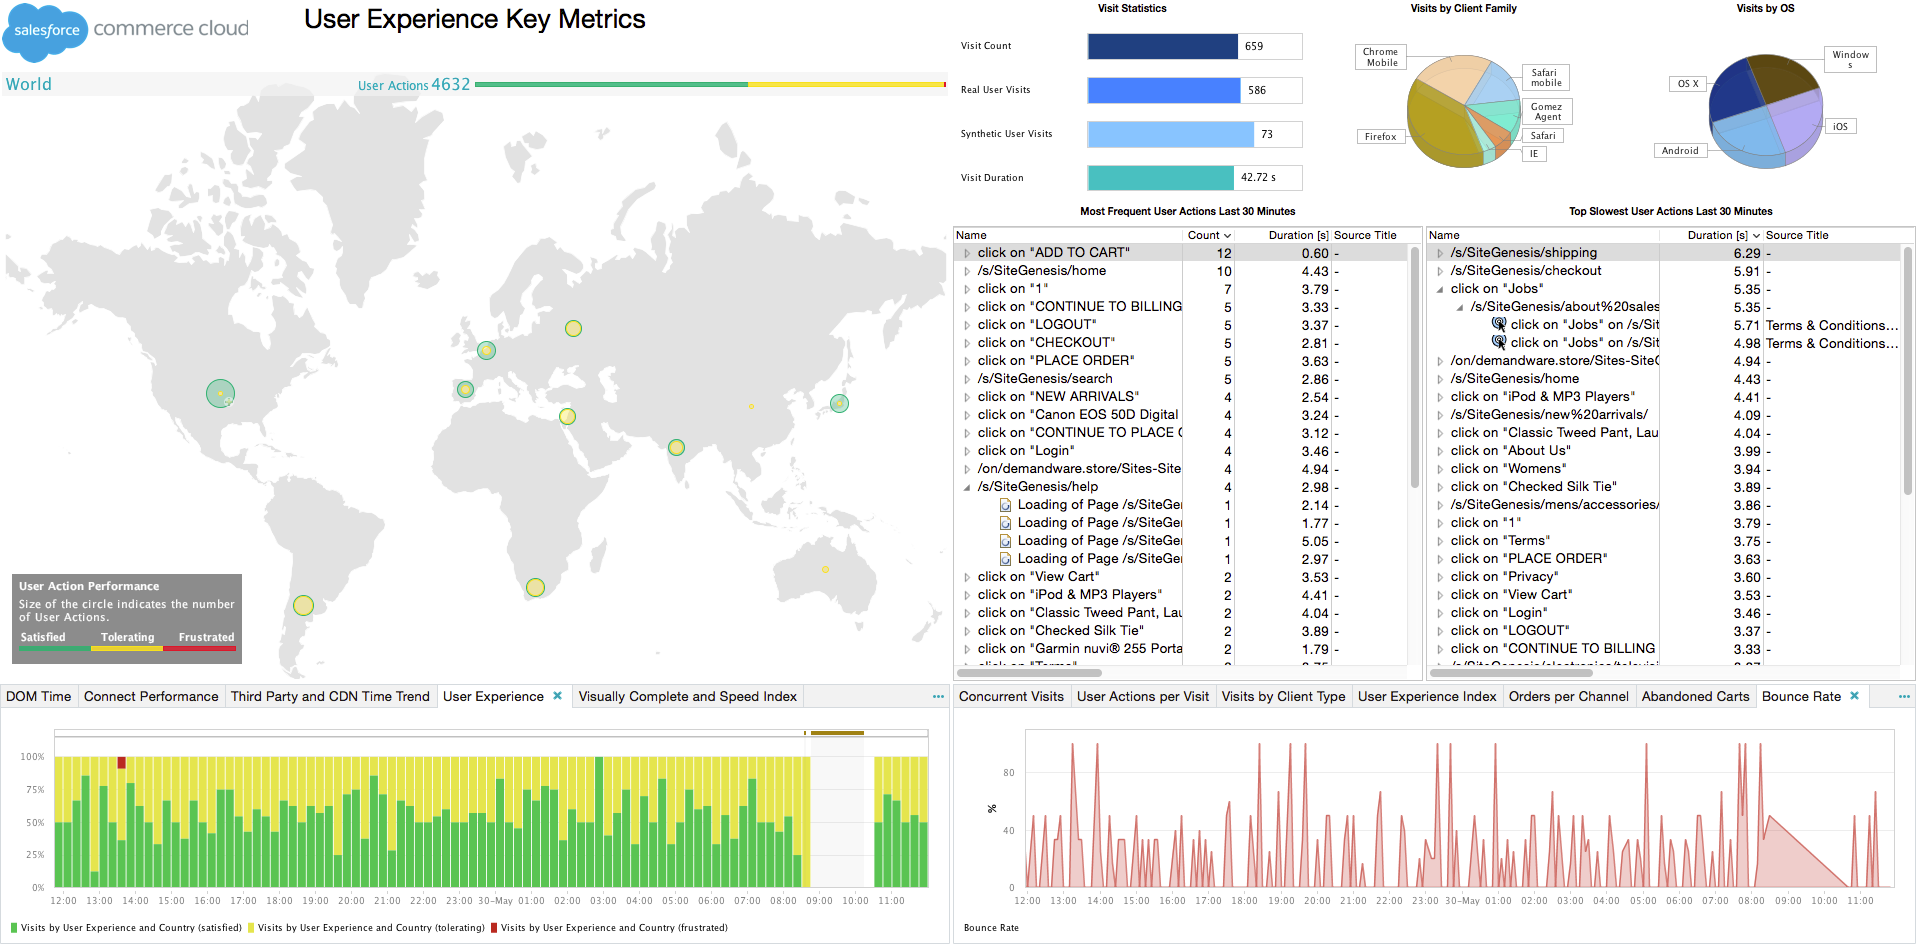 salesforce commerce cloud
User Experience Key Metrics
World
User Actions 4632
User Action Performance
Size of the circle indicates the number
of User Actions.
Satisfied Tolerating Frustrated
Visit Statistics
Visit Count 659
Real User Visits 586
Synthetic User Visits 73
Visit Duration 42.72 s
Visits by Client Family
Chrome
Mobile
Safari
mobile
Gomez
Agent
Safari
IE
Firefox
Visits by OS
Window
s
OS X
iOS
Android
Most Frequent User Actions Last 30 Minutes
Name Count Duration [s] Source Title
click on "ADD TO CART" 12 0.60 -
/s/SiteGenesis/home 10 4.43 -
click on "1" 7 3.79 -
click on "CONTINUE TO BILLING 5 3.33 -
click on "LOGOUT" 5 3.37 -
click on "CHECKOUT" 5 2.81 -
click on "PLACE ORDER" 5 3.63 -
/s/SiteGenesis/search 5 2.86 -
click on "NEW ARRIVALS" 4 2.54 -
click on "Canon EOS 50D Digital 4 3.24 -
click on "CONTINUE TO PLACE 4 3.12 -
click on "Login" 4 3.46 -
/on/demandware.store/Sites-Site 4 4.94 -
/s/SiteGenesis/help 4 2.98 -
Loading of Page /s/SiteGe 1 2.14 -
Loading of Page /s/SiteGe 1 1.77 -
Loading of Page /s/SiteGe 1 5.05 -
Loading of Page /s/SiteGe 1 2.97 -
click on "View Cart" 2 3.53 -
click on "iPod & MP3 Players" 2 4.41 -
click on "Classic Tweed Pant, Lau 2 4.04 -
click on "Checked Silk Tie" 2 3.89 -
click on "Garmin nuvi® 255 Porta 2 1.79 -
Top Slowest User Actions Last 30 Minutes
Name Duration [s] Source Title
/s/SiteGenesis/shipping 6.29 -
/s/SiteGenesis/checkout 5.91 -
click on "Jobs" 5.35 -
/s/SiteGenesis/about%20sales 5.35 -
click on "Jobs" on /s/Sit 5.71 Terms & Conditions...
click on "Jobs" on /s/Sit 4.98 Terms & Conditions...
/on/demandware.store/Sites-Site 4.94 -
/s/SiteGenesis/home 4.43 -
click on "iPod & MP3 Players" 4.41 -
/s/SiteGenesis/new%20arrivals/ 4.09 -
click on "Classic Tweed Pant, Lau 4.04 -
click on "About Us" 3.99 -
click on "Womens" 3.94 -
click on "Checked Silk Tie" 3.89 -
/s/SiteGenesis/mens/accessories/ 3.86 -
click on "1" 3.79 -
click on "Terms" 3.75 -
click on "PLACE ORDER" 3.63 -
click on "Privacy" 3.60 -
click on "View Cart" 3.53 -
click on "Login" 3.46 -
click on "LOGOUT" 3.37 -
click on "CONTINUE TO BILLING 3.33 -
DOM Time Connect Performance Third Party and CDN Time Trend User Experience Visually Complete and Speed Index
100%
75%
50%
25%
0%
12:00 13:00 14:00 15:00 16:00 17:00 18:00 19:00 20:00 21:00 22:00 23:00 30-May 01:00 02:00 03:00 04:00 05:00 06:00 07:00 08:00 09:00 10:00 11:00
Visits by User Experience and Country (satisfied) Visits by User Experience and Country (tolerating) Visits by User Experience and Country (frustrated)
Concurrent Visits User Actions per Visit Visits by Client Type User Experience Index Orders per Channel Abandoned Carts Bounce Rate
%
80
40
0
12:00 13:00 14:00 15:00 16:00 17:00 18:00 19:00 20:00 21:00 22:00 23:00 30-May 01:00 02:00 03:00 04:00 05:00 06:00 07:00 08:00 09:00 10:00 11:00
Bounce Rate